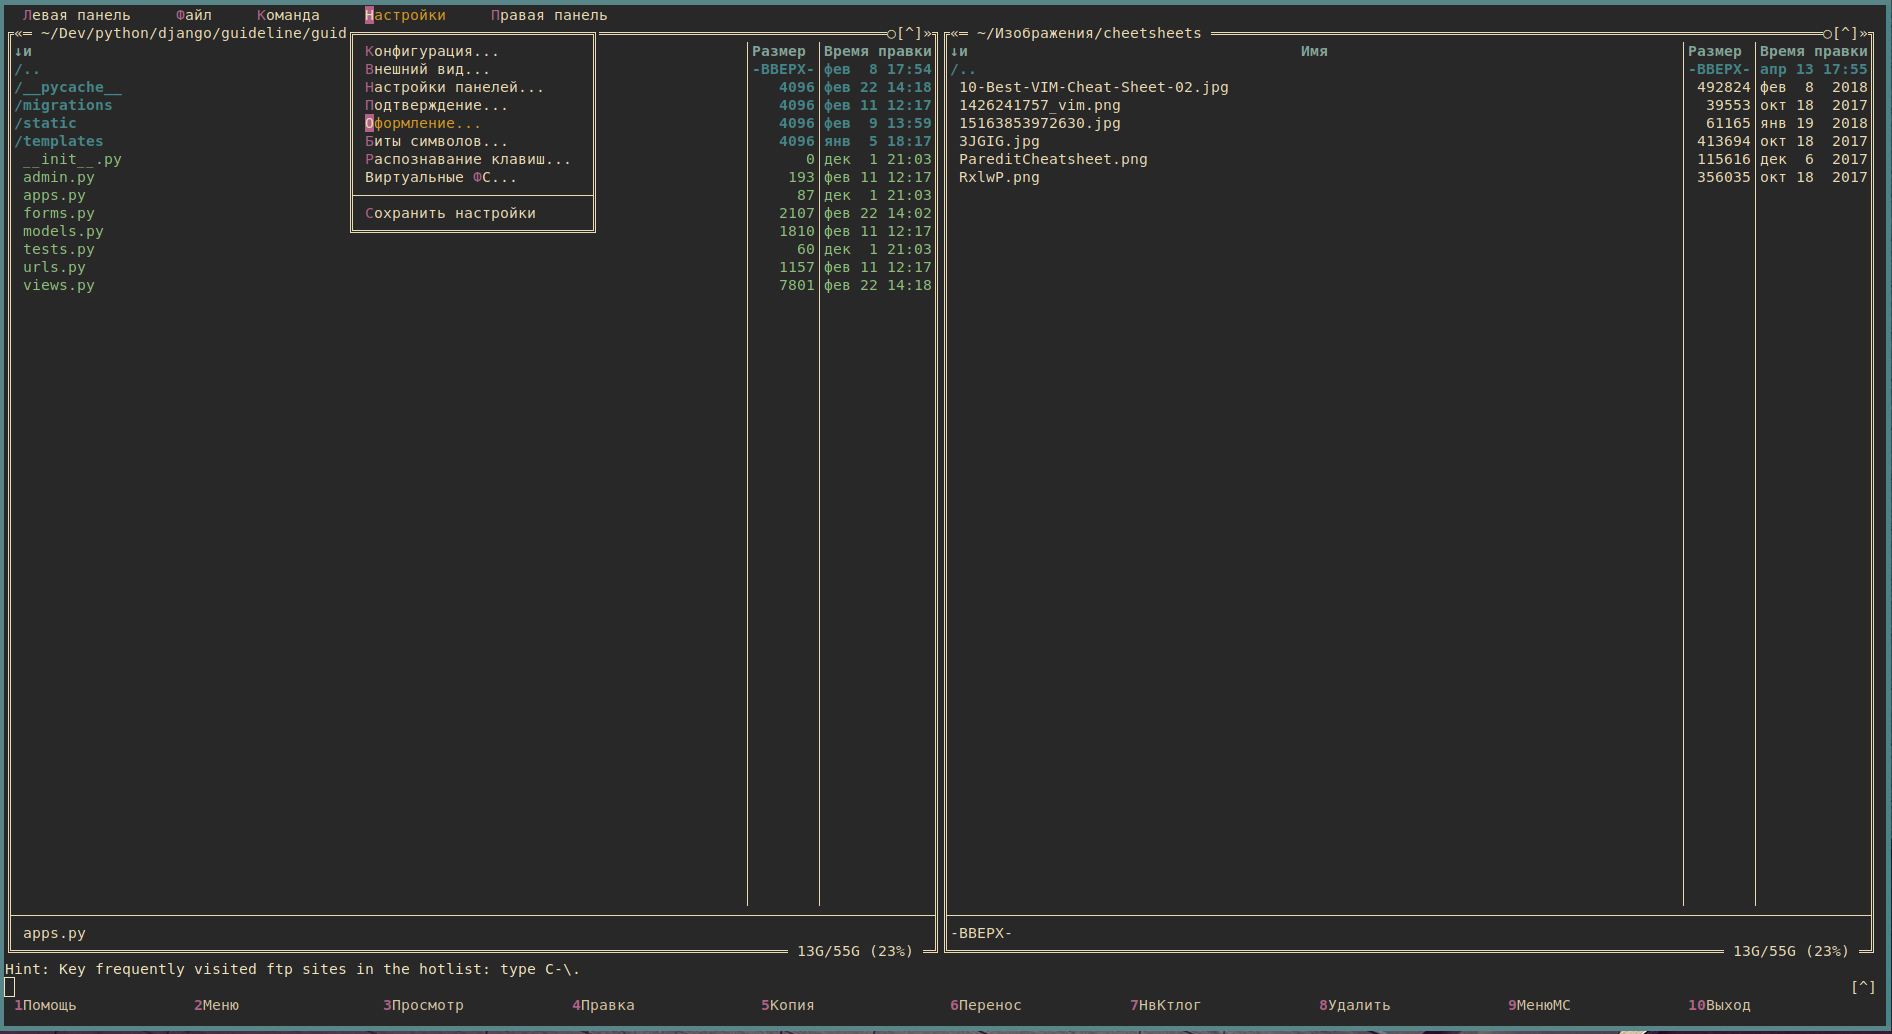 Левая панель Файл Команда Настройки Правая панель
«═ ~/Dev/python/django/guideline/guid ○[^]» «═ ~/Изображения/cheetsheets ○[^]»
↓и Конфигурация... Размер Время правки ↓и Имя Размер Время правки
/.. Внешний вид... -ВВЕРХ- фев 8 17:54 /.. -ВВЕРХ- апр 13 17:55
/__pycache__ Настройки панелей... 4096 фев 22 14:18 10-Best-VIM-Cheat-Sheet-02.jpg 492824 фев 8 2018
/migrations Подтверждение... 4096 фев 11 12:17 1426241757_vim.png 39553 окт 18 2017
/static Оформление... 4096 фев 9 13:59 15163853972630.jpg 61165 янв 19 2018
/templates Биты символов... 4096 янв 5 18:17 3JGIG.jpg 413694 окт 18 2017
__init__.py Распознавание клавиш... 0 дек 1 21:03 PareditCheatsheet.png 115616 дек 6 2017
admin.py Виртуальные ФС... 193 фев 11 12:17 RxlwP.png 356035 окт 18 2017
apps.py 87 дек 1 21:03
forms.py Сохранить настройки 2107 фев 22 14:02
models.py 1810 фев 11 12:17
tests.py 60 дек 1 21:03
urls.py 1157 фев 11 12:17
views.py 7801 фев 22 14:18
apps.py -ВВЕРХ-
13G/55G (23%) 13G/55G (23%)
Hint: Key frequently visited ftp sites in the hotlist: type C-\.
[^]
1Помощь 2Меню 3Просмотр 4Правка 5Копия 6Перенос 7НвКтлог 8Удалить 9МенюМС 10Выход